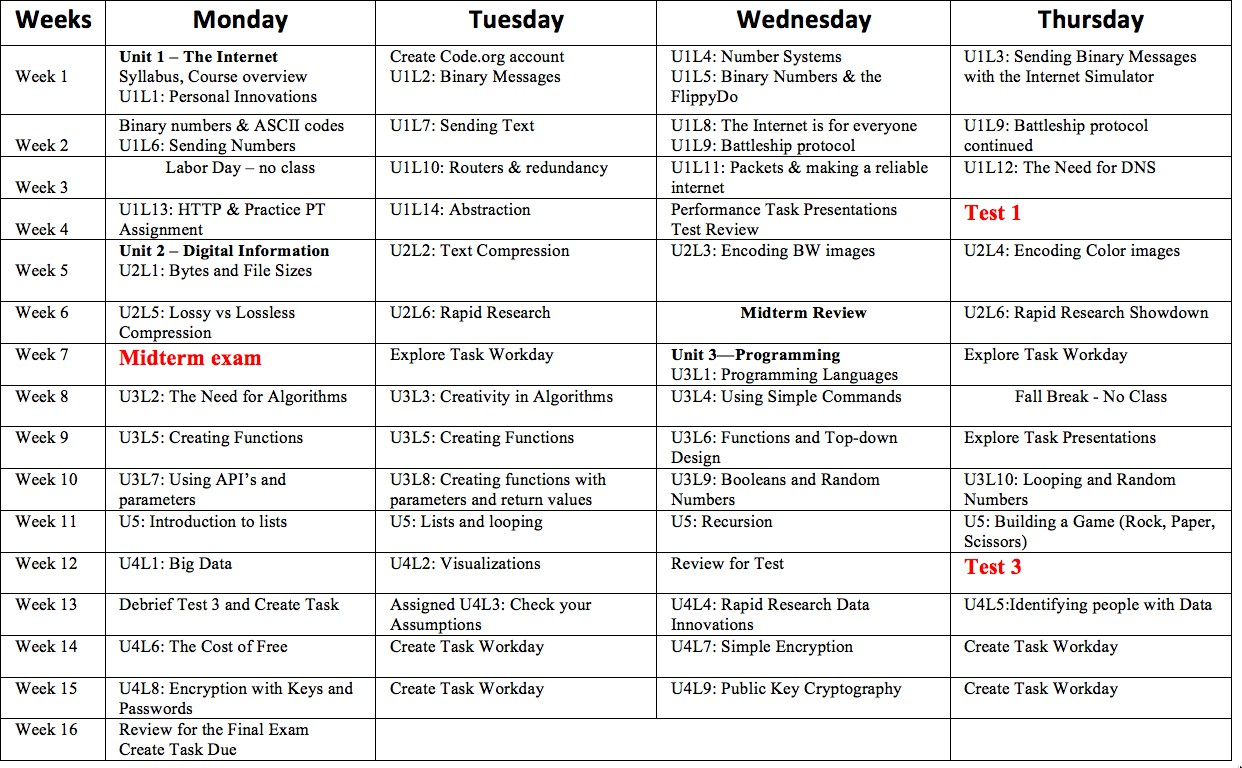 Weeks Monday Tuesday Wednesday Thursday
Week 1
Unit 1 – The Internet
Syllabus, Course overview
U1L1: Personal Innovations
Create Code.org account
U1L2: Binary Messages
U1L4: Number Systems
U1L5: Binary Numbers & the
FlippyDo
U1L3: Sending Binary Messages
with the Internet Simulator
Week 2
Binary numbers & ASCII codes
U1L6: Sending Numbers
U1L7: Sending Text
U1L8: The Internet is for everyone
U1L9: Battleship protocol
U1L9: Battleship protocol
continued
Week 3
Labor Day – no class
U1L10: Routers & redundancy
U1L11: Packets & making a reliable
internet
U1L12: The Need for DNS
Week 4
U1L13: HTTP & Practice PT
Assignment
U1L14: Abstraction
Performance Task Presentations
Test Review
Test 1
Week 5
Unit 2 – Digital Information
U2L1: Bytes and File Sizes
U2L2: Text Compression
U2L3: Encoding BW images
U2L4: Encoding Color images
Week 6
U2L5: Lossy vs Lossless
Compression
U2L6: Rapid Research
Midterm Review
U2L6: Rapid Research Showdown
Week 7
Midterm exam
Explore Task Workday
Unit 3—Programming
U3L1: Programming Languages
Explore Task Workday
Week 8
U3L2: The Need for Algorithms
U3L3: Creativity in Algorithms
U3L4: Using Simple Commands
Fall Break - No Class
Week 9
U3L5: Creating Functions
U3L5: Creating Functions
U3L6: Functions and Top-down
Design
Explore Task Presentations
Week 10
U3L7: Using API’s and
parameters
U3L8: Creating functions with
parameters and return values
U3L9: Booleans and Random
Numbers
U3L10: Looping and Random
Numbers
Week 11
U5: Introduction to lists
U5: Lists and looping
U5: Recursion
U5: Building a Game (Rock, Paper,
Scissors)
Week 12
U4L1: Big Data
U4L2: Visualizations
Review for Test
Test 3
Week 13
Debrief Test 3 and Create Task
Assigned U4L3: Check your
Assumptions
U4L4: Rapid Research Data
Innovations
U4L5:Identifying people with Data
Week 14
U4L6: The Cost of Free
Create Task Workday
U4L7: Simple Encryption
Create Task Workday
Week 15
U4L8: Encryption with Keys and
Passwords
Create Task Workday
U4L9: Public Key Cryptography
Create Task Workday
Week 16
Review for the Final Exam
Create Task Due